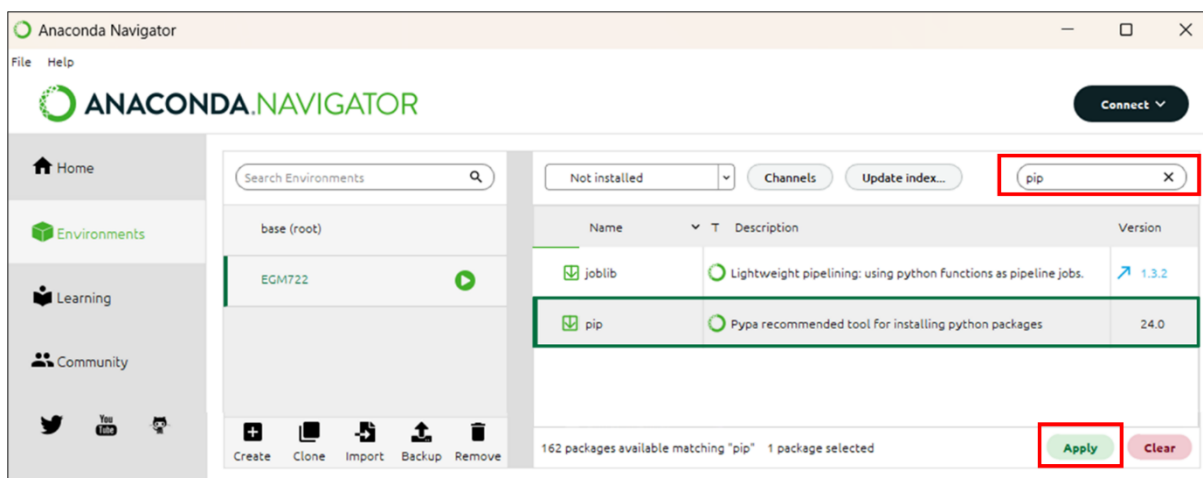 Anaconda Navigator
File Help
ANACONDA.NAVIGATOR
Connect
Home
Environments
Learning
Community
You
Tube
Search Environments
base (root)
EGM722
Create Clone Import Backup Remove
Not installed Channels Update index... pip
Name T Description Version
joblib Lightweight pipelining: using python functions as pipeline jobs. 1.3.2
pip Pypa recommended tool for installing python packages 24.0
162 packages available matching "pip" 1 package selected Apply Clear